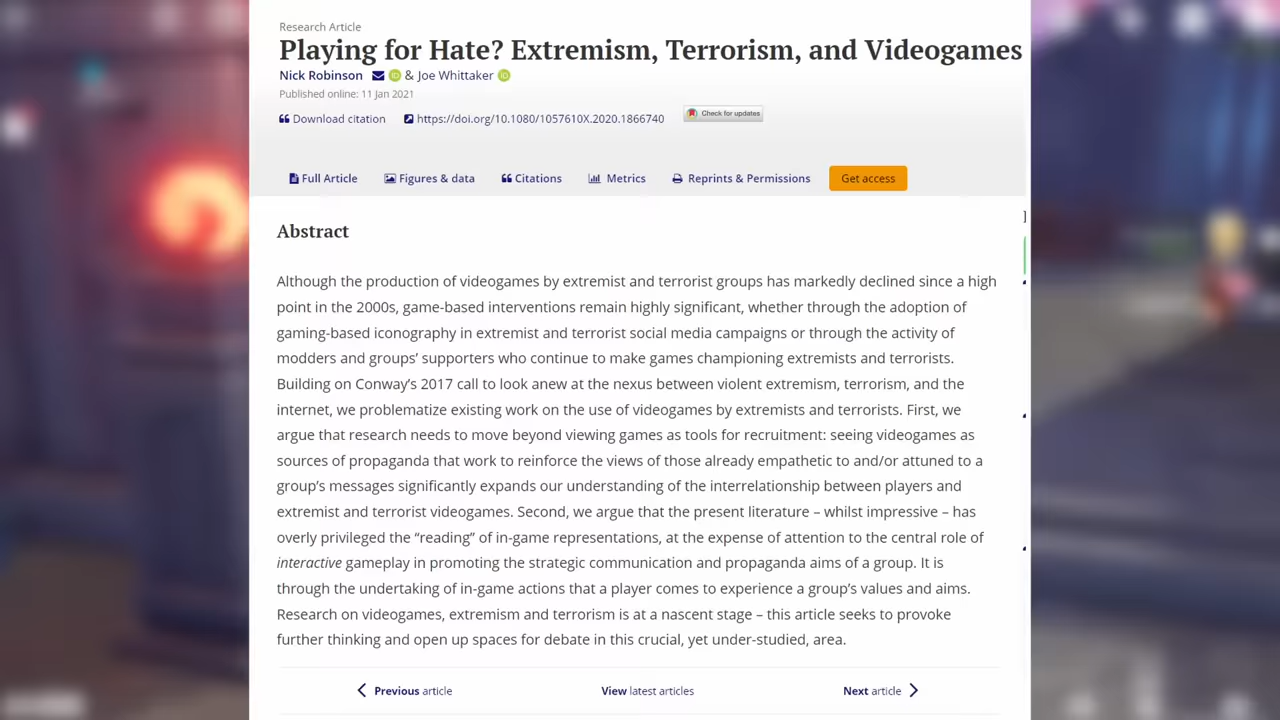 Research Article
Playing for Hate? Extremism, Terrorism, and Videogames
Nick Robinson & Joe Whittaker
Published online: 11 Jan 2021
Download citation https://doi.org/10.1080/1057610X.2020.1866740 Check for updates
Full Article Figures & data Citations Metrics Reprints & Permissions Get access
Abstract
Although the production of videogames by extremist and terrorist groups has markedly declined since a high
point in the 2000s, game-based interventions remain highly significant, whether through the adoption of
gaming-based iconography in extremist and terrorist social media campaigns or through the activity of
modders and groups’ supporters who continue to make games championing extremists and terrorists.
Building on Conway’s 2017 call to look anew at the nexus between violent extremism, terrorism, and the
internet, we problematize existing work on the use of videogames by extremists and terrorists. First, we
argue that research needs to move beyond viewing games as tools for recruitment: seeing videogames as
sources of propaganda that work to reinforce the views of those already empathetic to and/or attuned to a
group’s messages significantly expands our understanding of the interrelationship between players and
extremist and terrorist videogames. Second, we argue that the present literature – whilst impressive – has
overly privileged the “reading” of in-game representations, at the expense of attention to the central role of
interactive gameplay in promoting the strategic communication and propaganda aims of a group. It is
through the undertaking of in-game actions that a player comes to experience a group’s values and aims.
Research on videogames, extremism and terrorism is at a nascent stage – this article seeks to provoke
further thinking and open up spaces for debate in this crucial, yet under-studied, area.
Previous article View latest articles Next article